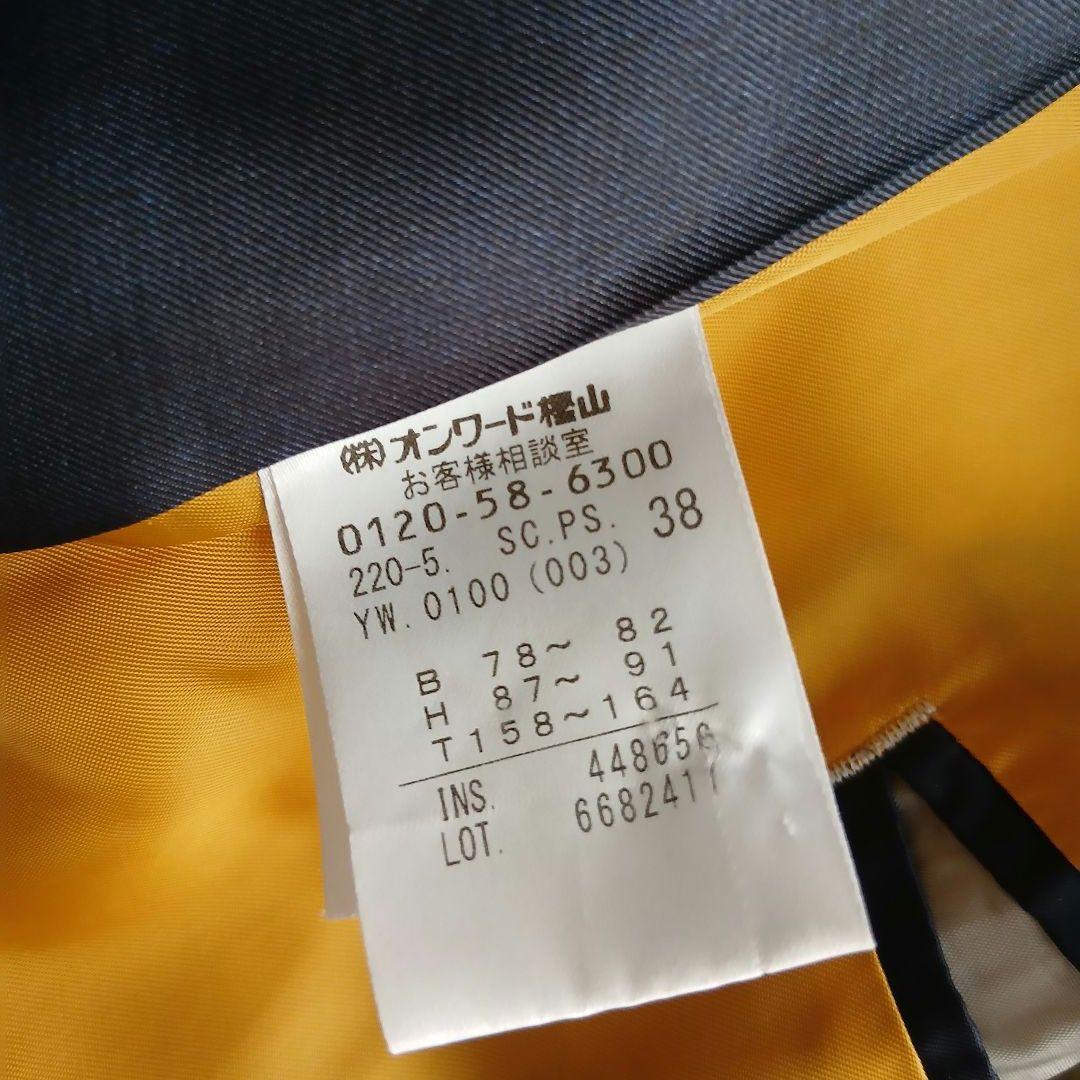 (株)オンワード樫山
お客様相談室
0120-58-6300
220-5. SC.PS. 38
YW. 0100 (003)
B 78〜 82
H 87〜 91
T158〜164
INS. 448656
LOT. 6682411